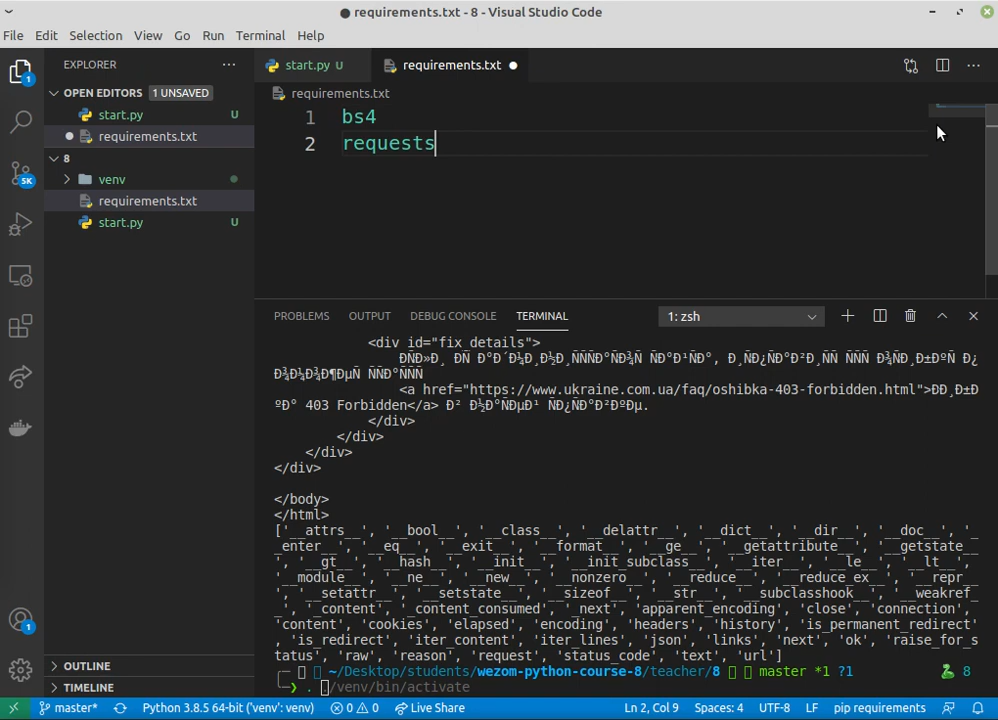 requirements.txt - 8 - Visual Studio Code
File Edit Selection View Go Run Terminal Help
1
EXPLORER
OPEN EDITORS 1 UNSAVED
start.py U
requirements.txt
8
venv
requirements.txt
start.py U
5K
1
OUTLINE
TIMELINE
start.py U
requirements.txt
requirements.txt
1 bs4
2 requests
PROBLEMS OUTPUT DEBUG CONSOLE TERMINAL 1: zsh
<div id="fix_details">
<a href="https://www.ukraine.com.ua/faq/oshibka-403-forbidden.html">
403 Forbidden</a>
</div>
</div>
</div>
</div>
</body>
</html>
['__attrs__', '__bool__', '__class__', '__delattr__', '__dict__', '__dir__', '__doc__', '_
_enter__', '__eq__', '__exit__', '__format__', '__ge__', '__getattribute__', '__getstate__
', '__gt__', '__hash__', '__init__', '__init_subclass__', '__iter__', '__le__', '__lt__',
'__module__', '__ne__', '__new__', '__nonzero__', '__reduce__', '__reduce_ex__', '__repr__
', '__setattr__', '__setstate__', '__sizeof__', '__str__', '__subclasshook__', '__weakref_
_', '_content', '_content_consumed', '_next', 'apparent_encoding', 'close', 'connection',
'content', 'cookies', 'elapsed', 'encoding', 'headers', 'history', 'is_permanent_redirect'
, 'is_redirect', 'iter_content', 'iter_lines', 'json', 'links', 'next', 'ok', 'raise_for_s
tatus', 'raw', 'reason', 'request', 'status_code', 'text', 'url']
~/Desktop/students/wezom-python-course-8/teacher/8 master *1 ?1 8
. /venv/bin/activate
master* Python 3.8.5 64-bit ('venv': venv) 0 0 Live Share Ln 2, Col 9 Spaces: 4 UTF-8 LF pip requirements